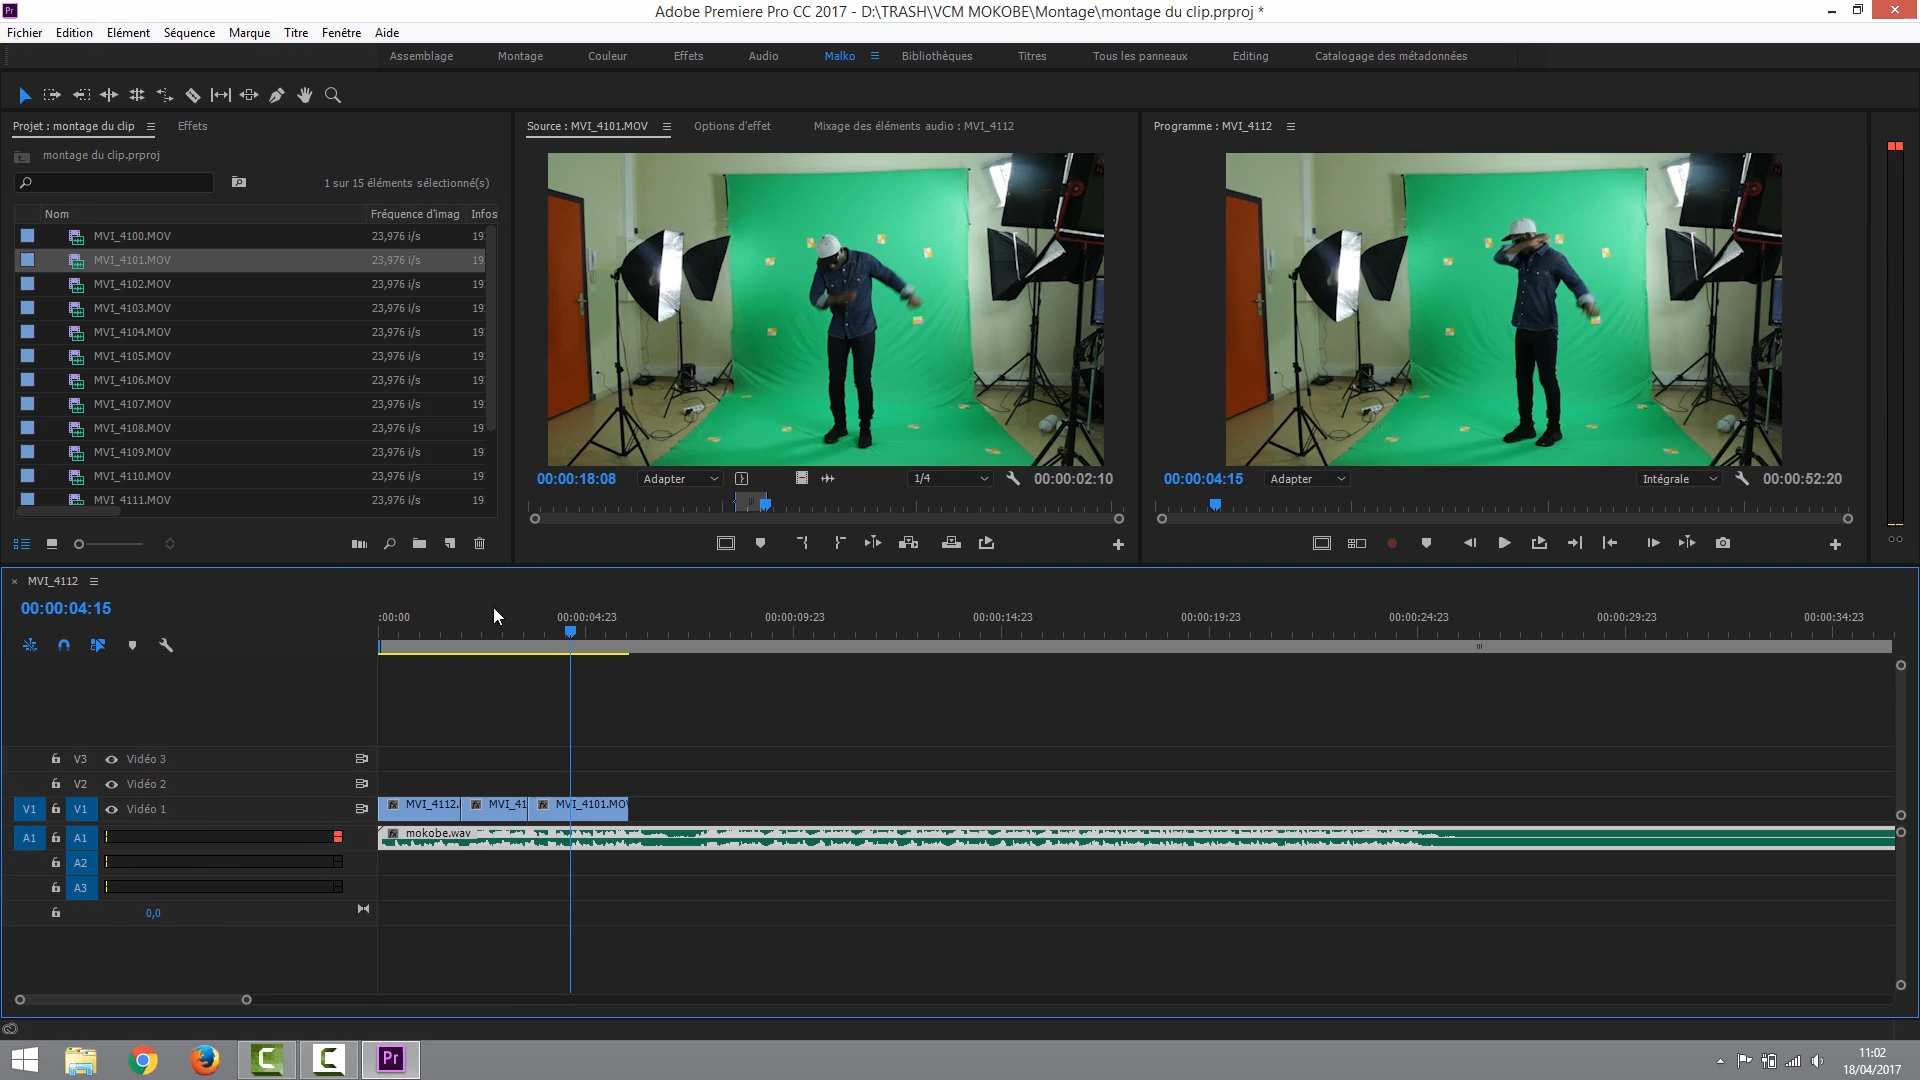 Adobe Premiere Pro CC 2017 - D:\TRASH\VCM MOKOBE\Montage\montage du clip.prproj *
Fichier Edition Elément Séquence Marque Titre Fenêtre Aide
Assemblage Montage Couleur Effets Audio Malko Bibliothèques Titres Tous les panneaux Editing Catalogage des métadonnées
Projet : montage du clip Effets
Source : MVI_4101.MOV Options d'effet Mixage des éléments audio : MVI_4112
Programme : MVI_4112
montage du clip.prproj
1 sur 15 éléments sélectionné(s)
Nom Fréquence d'imag Infos
MVI_4100.MOV 23,976 i/s 19
MVI_4101.MOV 23,976 i/s 19
MVI_4102.MOV 23,976 i/s 19
MVI_4103.MOV 23,976 i/s 19
MVI_4104.MOV 23,976 i/s 19
MVI_4105.MOV 23,976 i/s 19
MVI_4106.MOV 23,976 i/s 19
MVI_4107.MOV 23,976 i/s 19
MVI_4108.MOV 23,976 i/s 19
MVI_4109.MOV 23,976 i/s 19
MVI_4110.MOV 23,976 i/s 19
MVI_4111.MOV 23,976 i/s 19
00:00:18:08 Adapter 1/4 00:00:02:10
00:00:04:15 Adapter Intégrale 00:00:52:20
MVI_4112
00:00:04:15
:00:00 00:00:04:23 00:00:09:23 00:00:14:23 00:00:19:23 00:00:24:23 00:00:29:23 00:00:34:23
V3 Vidéo 3
V2 Vidéo 2
V1 V1 Vidéo 1 MVI_4112. MVI_41 MVI_4101.MO
A1 A1 mokobe.wav
A2
A3
0,0
Pr
11:02
18/04/2017